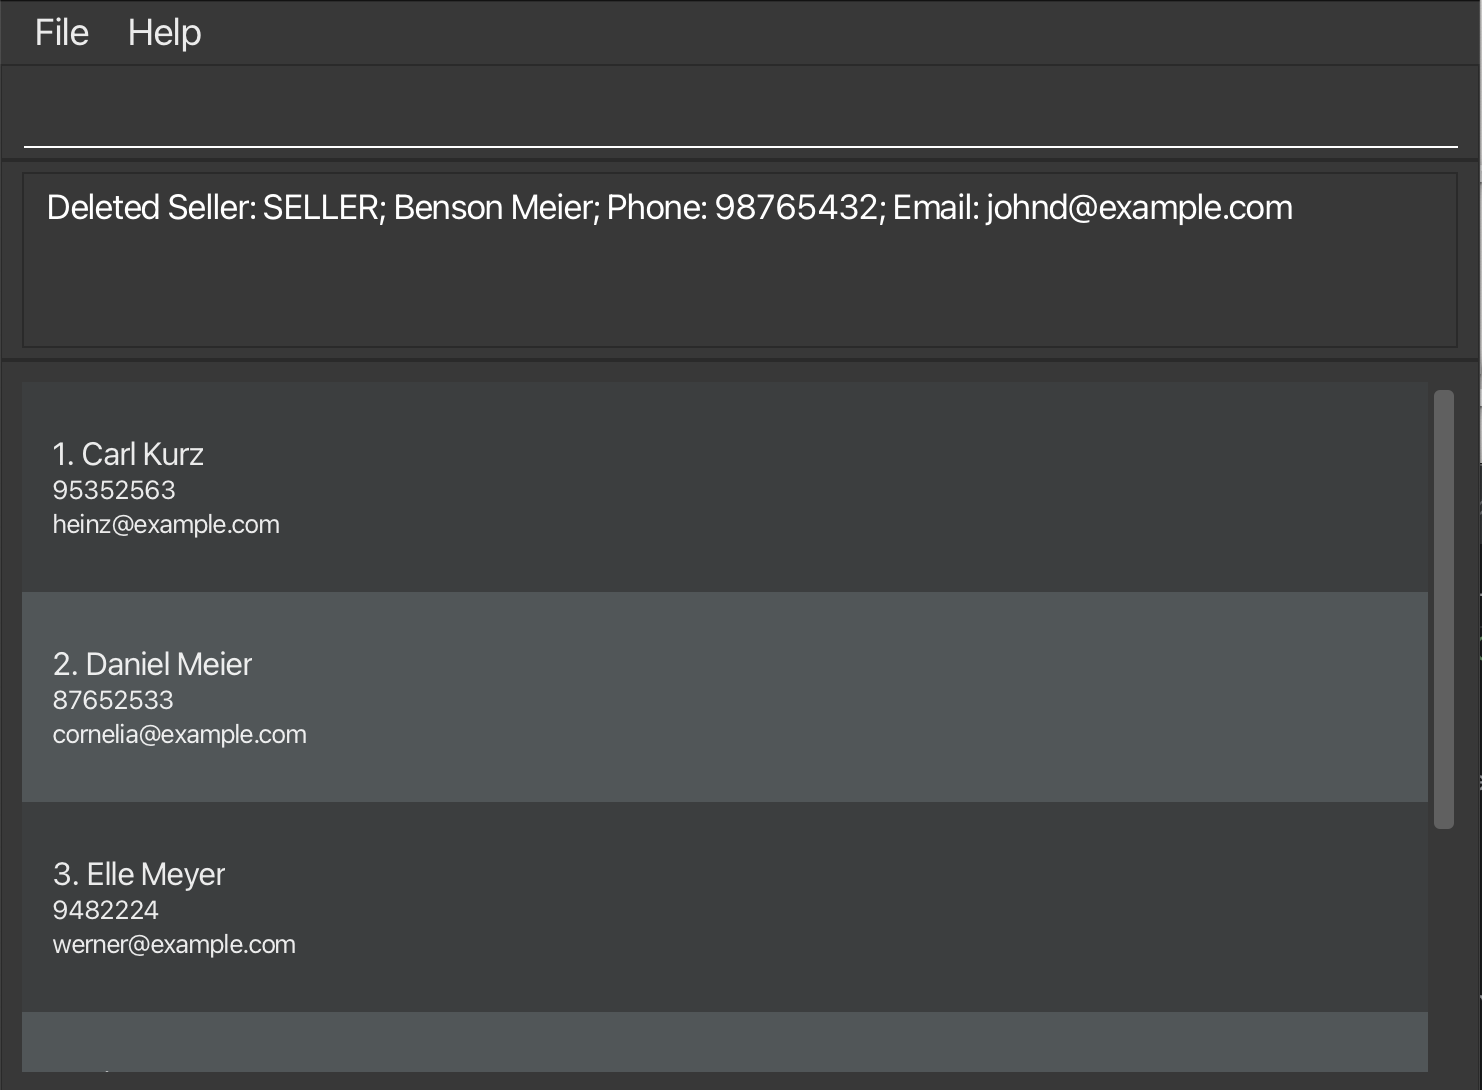 File Help
Deleted Seller: SELLER; Benson Meier; Phone: 98765432; Email: johnd@example.com
1. Carl Kurz
95352563
heinz@example.com
2. Daniel Meier
87652533
cornelia@example.com
3. Elle Meyer
9482224
werner@example.com